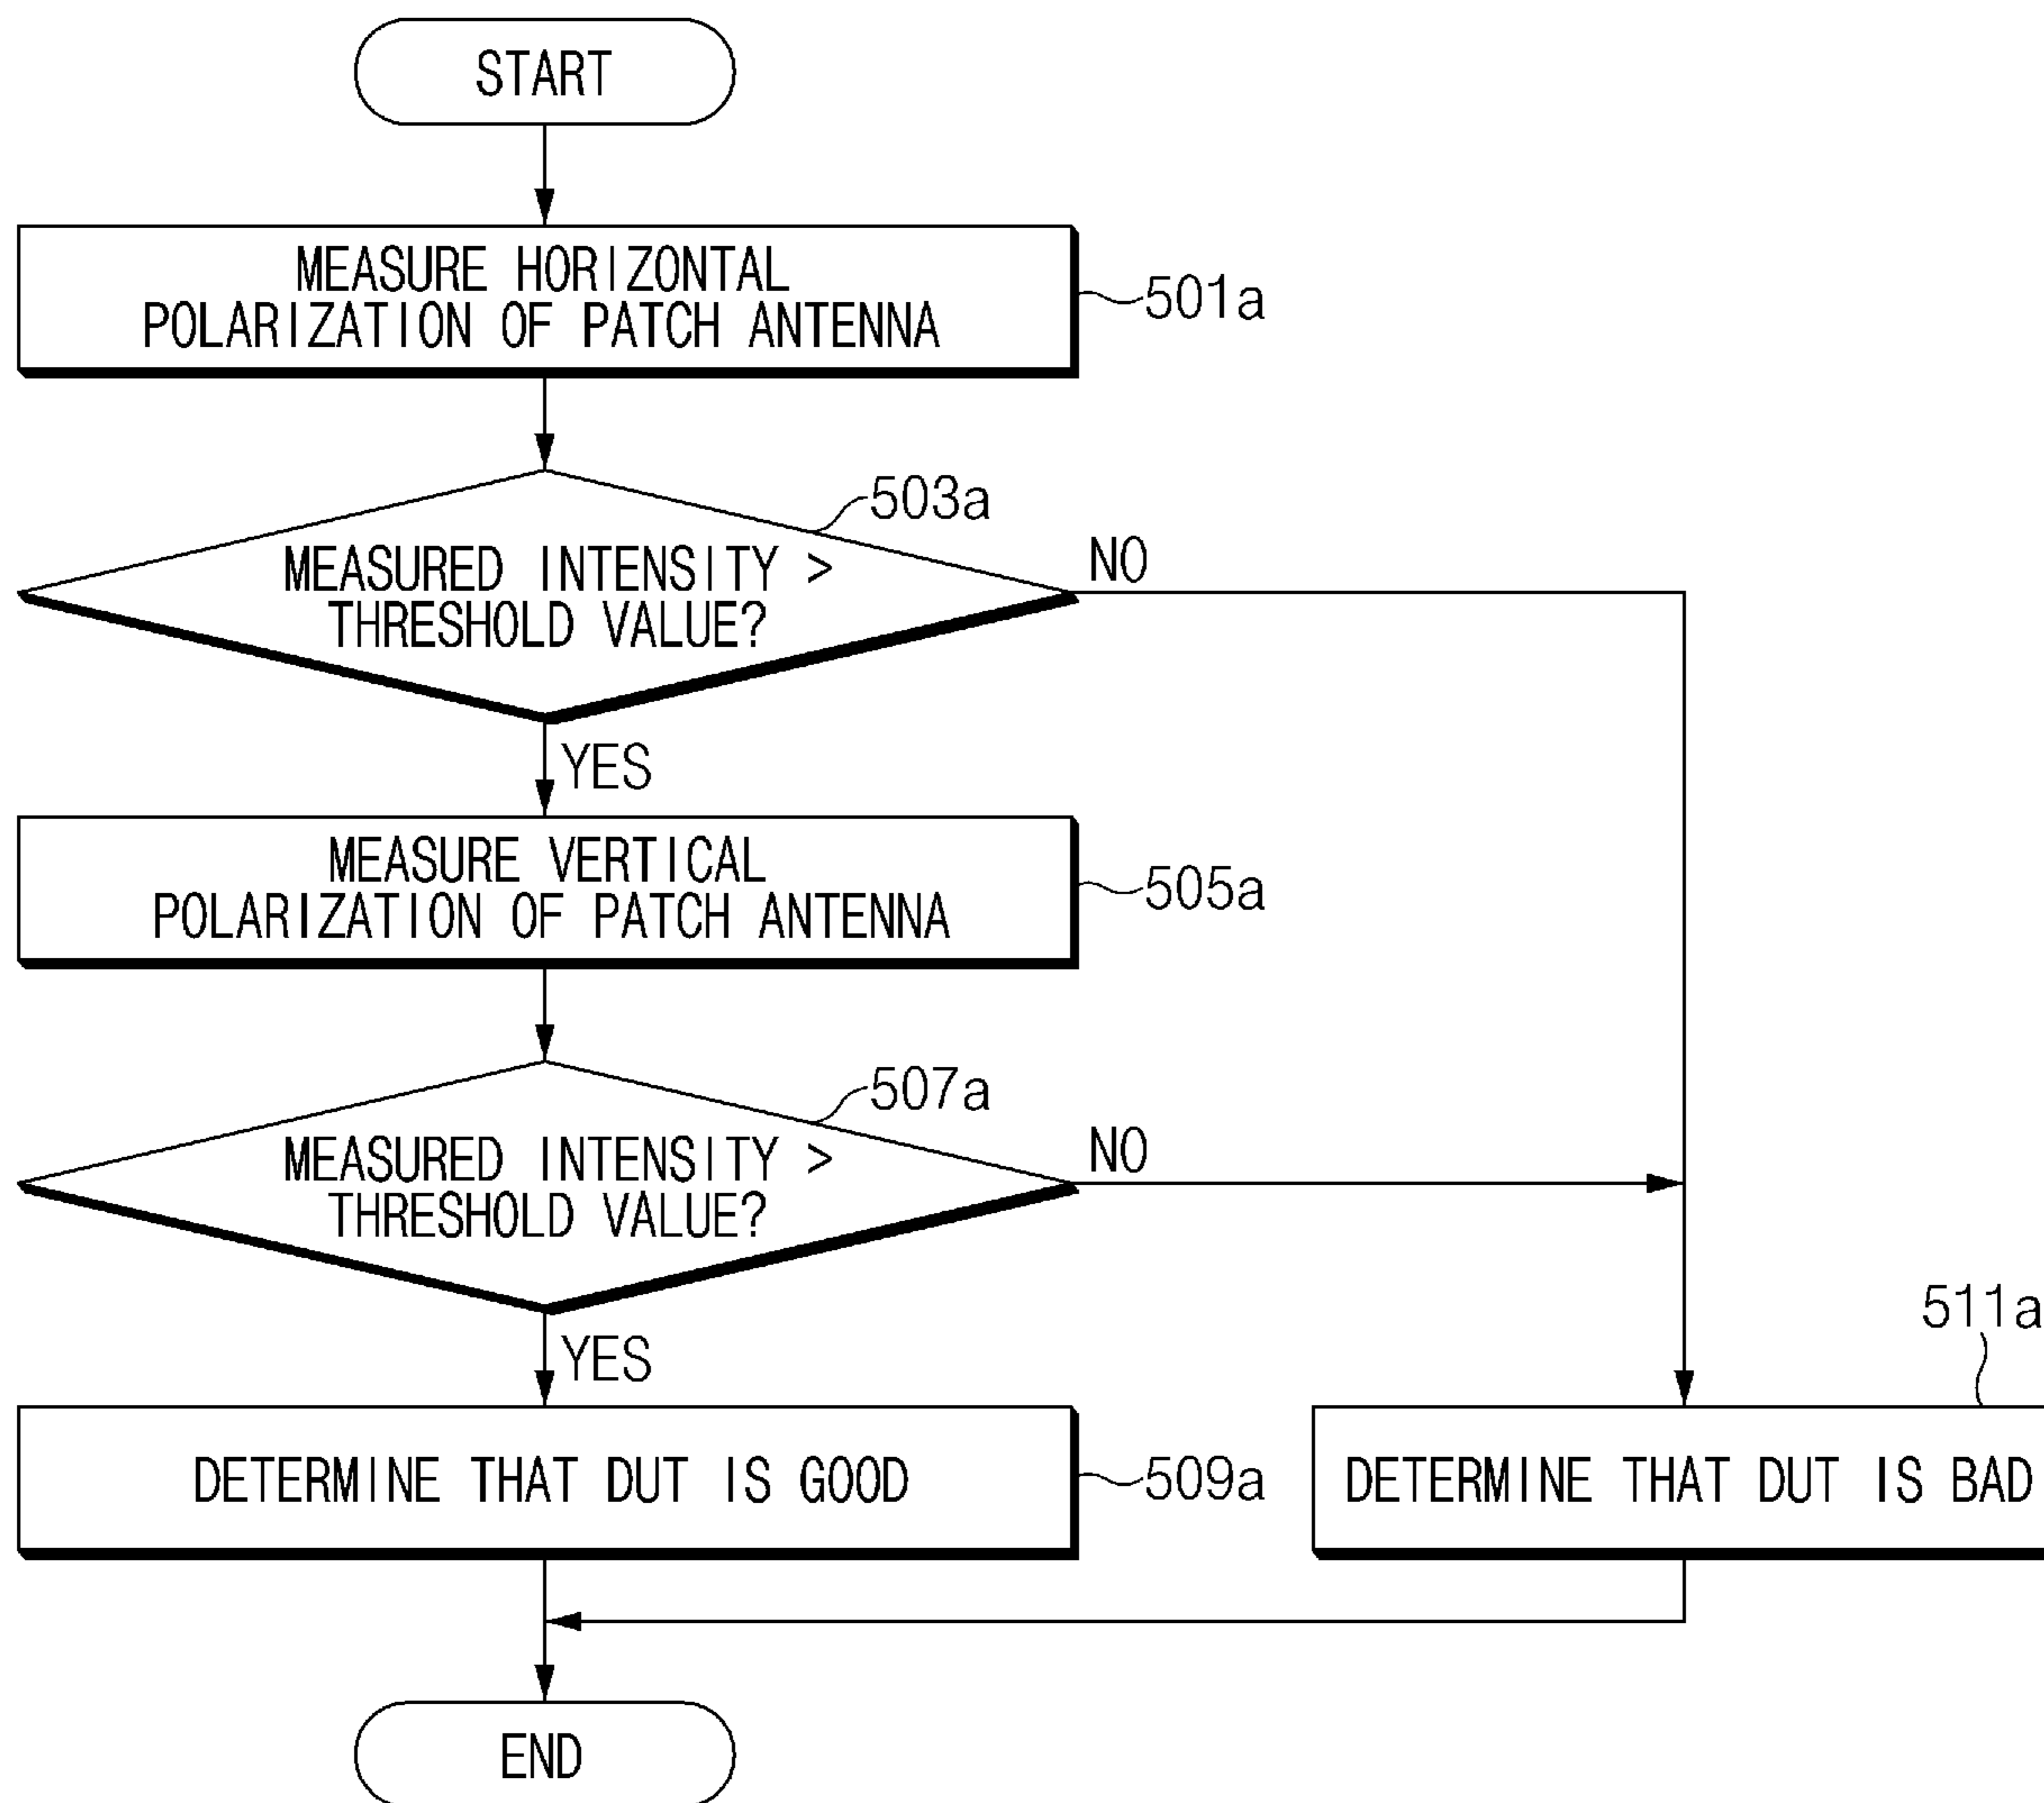 START
MEASURE HORIZONTAL
POLARIZATION OF PATCH ANTENNA
501a
503a
MEASURED INTENSITY >
THRESHOLD VALUE?
NO
YES
MEASURE VERTICAL
POLARIZATION OF PATCH ANTENNA
505a
507a
MEASURED INTENSITY >
THRESHOLD VALUE?
NO
YES
511a
DETERMINE THAT DUT IS GOOD
509a
DETERMINE THAT DUT IS BAD
END